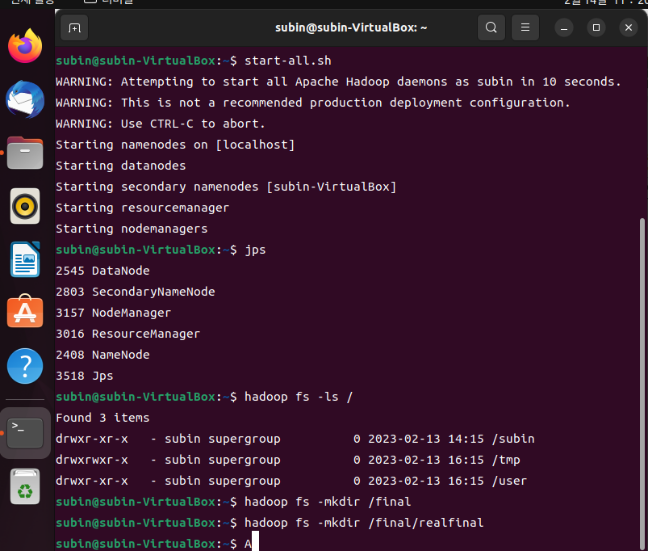 subin@subin-VirtualBox: ~
subin@subin-VirtualBox:~$ start-all.sh
WARNING: Attempting to start all Apache Hadoop daemons as subin in 10 seconds.
WARNING: This is not a recommended production deployment configuration.
WARNING: Use CTRL-C to abort.
Starting namenodes on [localhost]
Starting datanodes
Starting secondary namenodes [subin-VirtualBox]
Starting resourcemanager
Starting nodemanagers
subin@subin-VirtualBox:~$ jps
2545 DataNode
2803 SecondaryNameNode
3157 NodeManager
3016 ResourceManager
2408 NameNode
3518 Jps
subin@subin-VirtualBox:~$ hadoop fs -ls /
Found 3 items
drwxr-xr-x   - subin supergroup          0 2023-02-13 14:15 /subin
drwxrwxr-x   - subin supergroup          0 2023-02-13 16:15 /tmp
drwxr-xr-x   - subin supergroup          0 2023-02-13 16:15 /user
subin@subin-VirtualBox:~$ hadoop fs -mkdir /final
subin@subin-VirtualBox:~$ hadoop fs -mkdir /final/realfinal
subin@subin-VirtualBox:~$ A